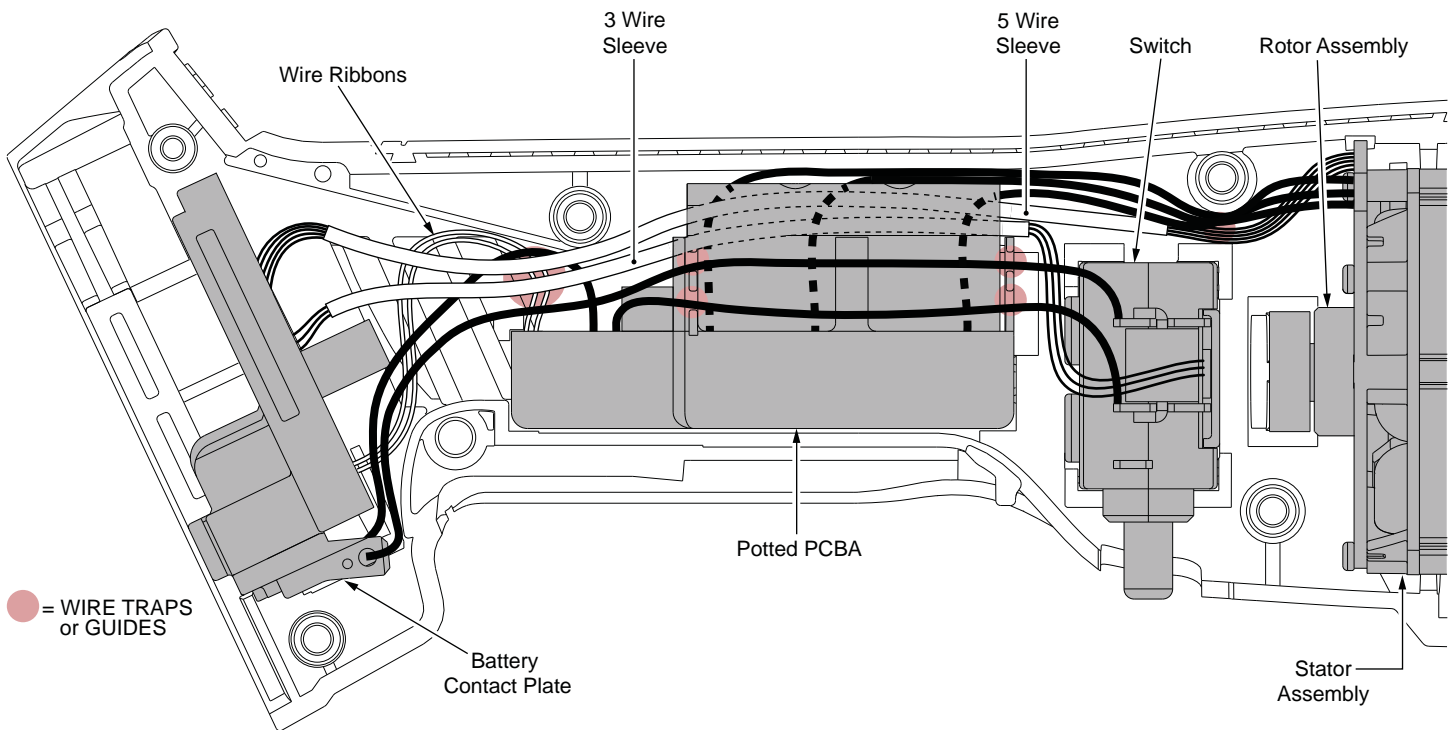 3 Wire
Sleeve
5 Wire
Sleeve
Switch
Rotor Assembly
Wire Ribbons
Potted PCBA
= WIRE TRAPS
or GUIDES
Battery
Contact Plate
Stator
Assembly